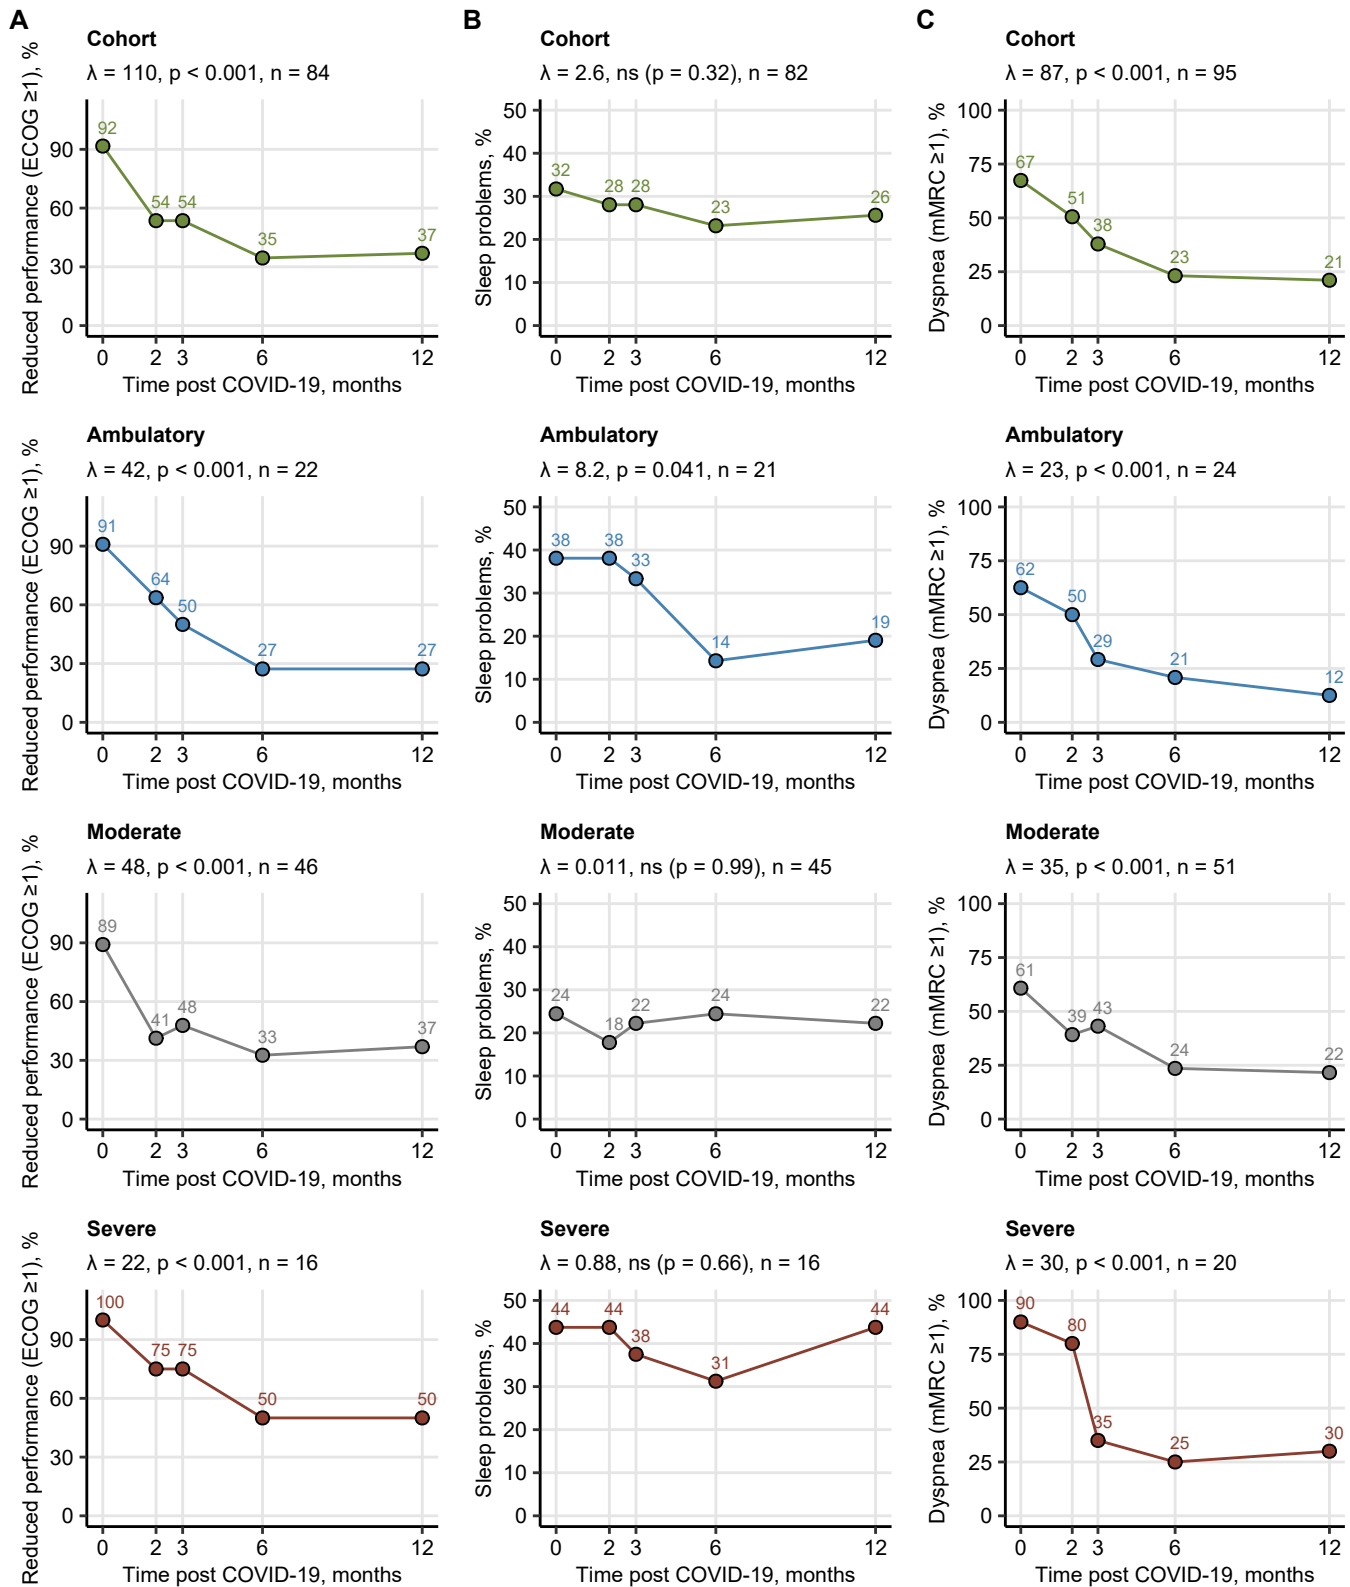 A
Cohort
λ = 110, p < 0.001, n = 84
Reduced performance (ECOG ≥1), %
90
60
30
0
92
54
54
35
37
0 2 3 6 12
Time post COVID-19, months
B
Cohort
λ = 2.6, ns (p = 0.32), n = 82
Sleep problems, %
50
40
30
20
10
0
32
28
28
23
26
0 2 3 6 12
Time post COVID-19, months
C
Cohort
λ = 87, p < 0.001, n = 95
Dyspnea (mMRC ≥1), %
100
75
50
25
0
67
51
38
23
21
0 2 3 6 12
Time post COVID-19, months
Ambulatory
λ = 42, p < 0.001, n = 22
Reduced performance (ECOG ≥1), %
90
60
30
0
91
64
50
27
27
0 2 3 6 12
Time post COVID-19, months
Ambulatory
λ = 8.2, p = 0.041, n = 21
Sleep problems, %
50
40
30
20
10
0
38
38
33
14
19
0 2 3 6 12
Time post COVID-19, months
Ambulatory
λ = 23, p < 0.001, n = 24
Dyspnea (mMRC ≥1), %
100
75
50
25
0
62
50
29
21
12
0 2 3 6 12
Time post COVID-19, months
Moderate
λ = 48, p < 0.001, n = 46
Reduced performance (ECOG ≥1), %
90
60
30
0
89
41
48
33
37
0 2 3 6 12
Time post COVID-19, months
Moderate
λ = 0.011, ns (p = 0.99), n = 45
Sleep problems, %
50
40
30
20
10
0
24
18
22
24
22
0 2 3 6 12
Time post COVID-19, months
Moderate
λ = 35, p < 0.001, n = 51
Dyspnea (mMRC ≥1), %
100
75
50
25
0
61
39
43
24
22
0 2 3 6 12
Time post COVID-19, months
Severe
λ = 22, p < 0.001, n = 16
Reduced performance (ECOG ≥1), %
90
60
30
0
100
75
75
50
50
0 2 3 6 12
Time post COVID-19, months
Severe
λ = 0.88, ns (p = 0.66), n = 16
Sleep problems, %
50
40
30
20
10
0
44
44
38
31
44
0 2 3 6 12
Time post COVID-19, months
Severe
λ = 30, p < 0.001, n = 20
Dyspnea (mMRC ≥1), %
100
75
50
25
0
90
80
35
25
30
0 2 3 6 12
Time post COVID-19, months